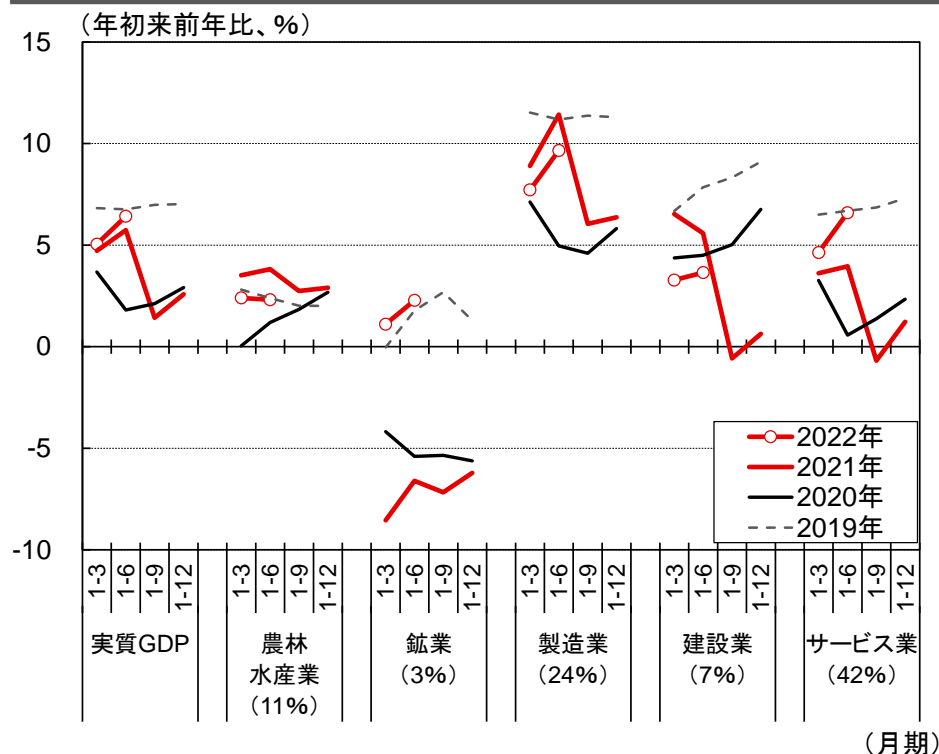 （年初来前年比、%）
15
10
5
0
-5
-10
2022年
2021年
2020年
2019年
1-3
1-6
1-9
1-12
1-3
1-6
1-9
1-12
1-3
1-6
1-9
1-12
1-3
1-6
1-9
1-12
1-3
1-6
1-9
1-12
1-3
1-6
1-9
1-12
実質GDP
農林
水産業
（11%）
鉱業
（3%）
製造業
（24%）
建設業
（7%）
サービス業
（42%）
（月期）